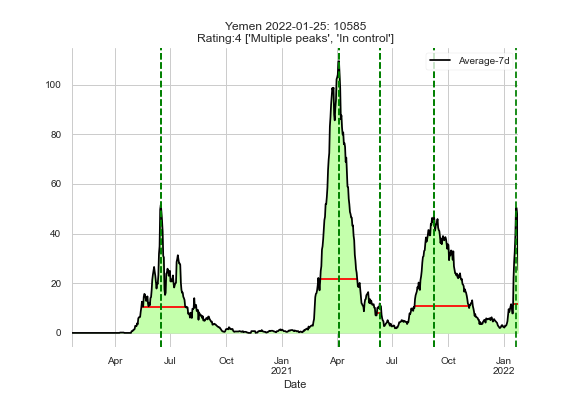 Yemen 2022-01-25: 10585
Rating:4 ['Multiple peaks', 'In control']
Average-7d
100
80
60
40
20
0
Apr
Jul
Oct
Jan
2021
Apr
Jul
Oct
Jan
2022
Date